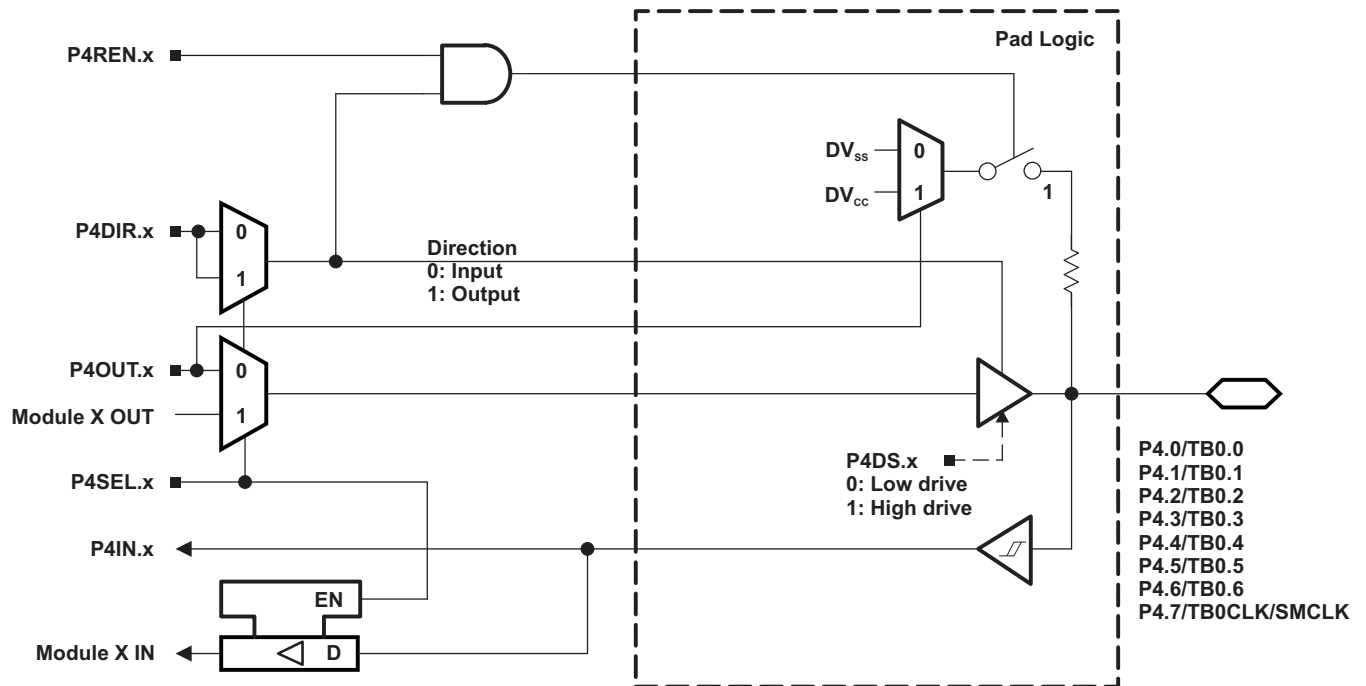 Pad Logic
P4REN.x
DVSS
0
DVCC
1
1
P4DIR.x
0
1
Direction
0: Input
1: Output
P4OUT.x
0
Module X OUT
1
P4DS.x
0: Low drive
1: High drive
P4SEL.x
P4IN.x
EN
Module X IN
D
P4.0/TB0.0
P4.1/TB0.1
P4.2/TB0.2
P4.3/TB0.3
P4.4/TB0.4
P4.5/TB0.5
P4.6/TB0.6
P4.7/TB0CLK/SMCLK